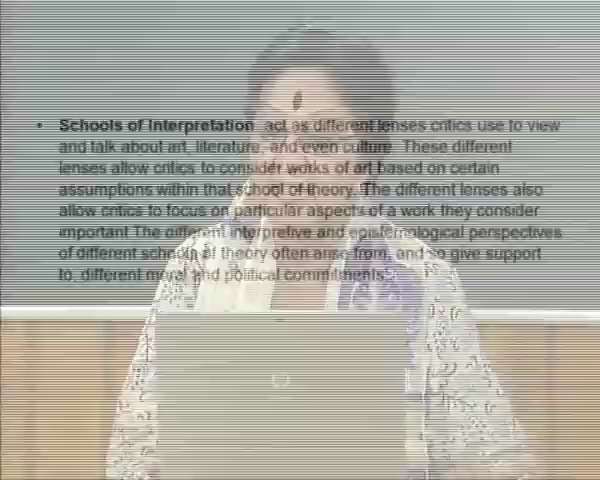 • Schools of Interpretation act as different lenses critics use to view
and talk about art, literature, and even culture. These different
lenses allow critics to consider works of art based on certain
assumptions within that school of theory. The different lenses also
allow critics to focus on particular aspects of a work they consider
important The different interpretive and epistemological perspectives
of different schools of theory often arise from, and so give support
to, different moral and political commitments.